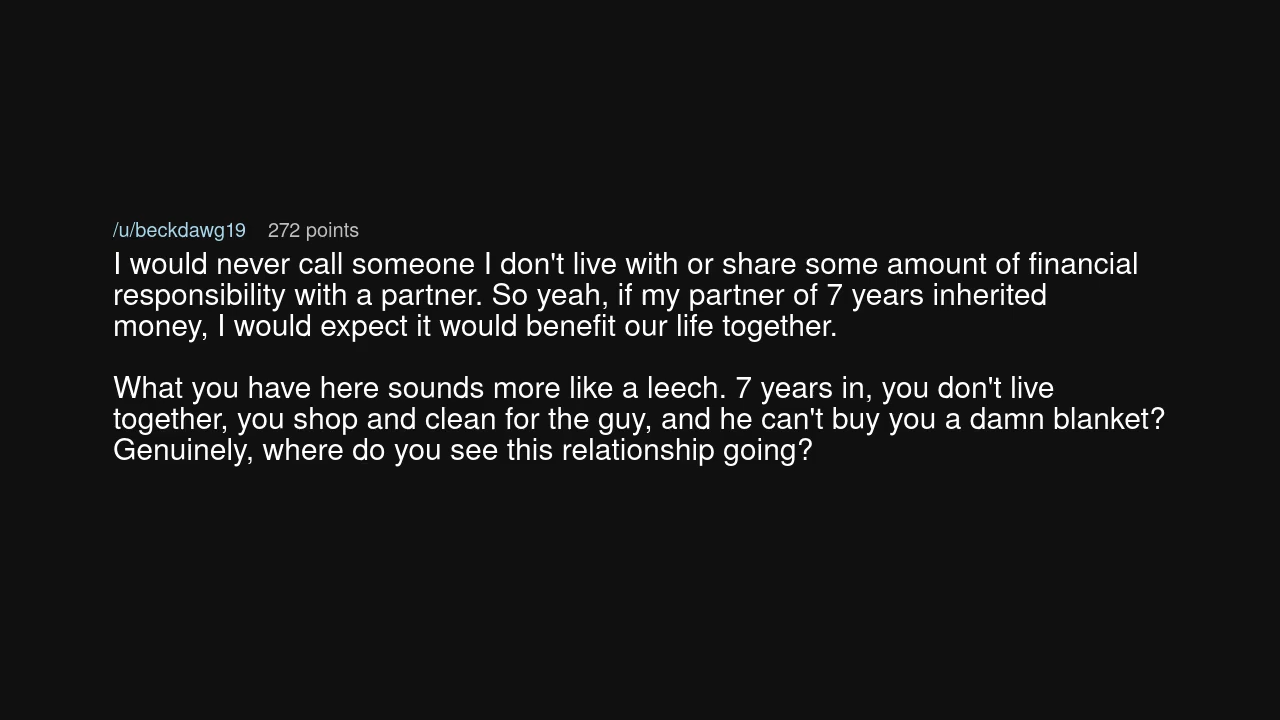 /u/beckdawg19 272 points
I would never call someone I don't live with or share some amount of financial
responsibility with a partner. So yeah, if my partner of 7 years inherited
money, I would expect it would benefit our life together.
What you have here sounds more like a leech. 7 years in, you don't live
together, you shop and clean for the guy, and he can't buy you a damn blanket?
Genuinely, where do you see this relationship going?